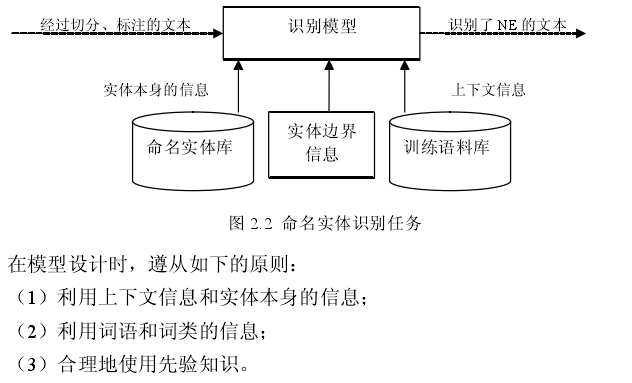 经过切分、标注的文本
识别模型
识别了 NE 的文本
实体本身的信息
上下文信息
命名实体库
实体边界
信息
训练语料库
图 2.2 命名实体识别任务
在模型设计时，遵从如下的原则：
（1）利用上下文信息和实体本身的信息；
（2）利用词语和词类的信息；
（3）合理地使用先验知识。